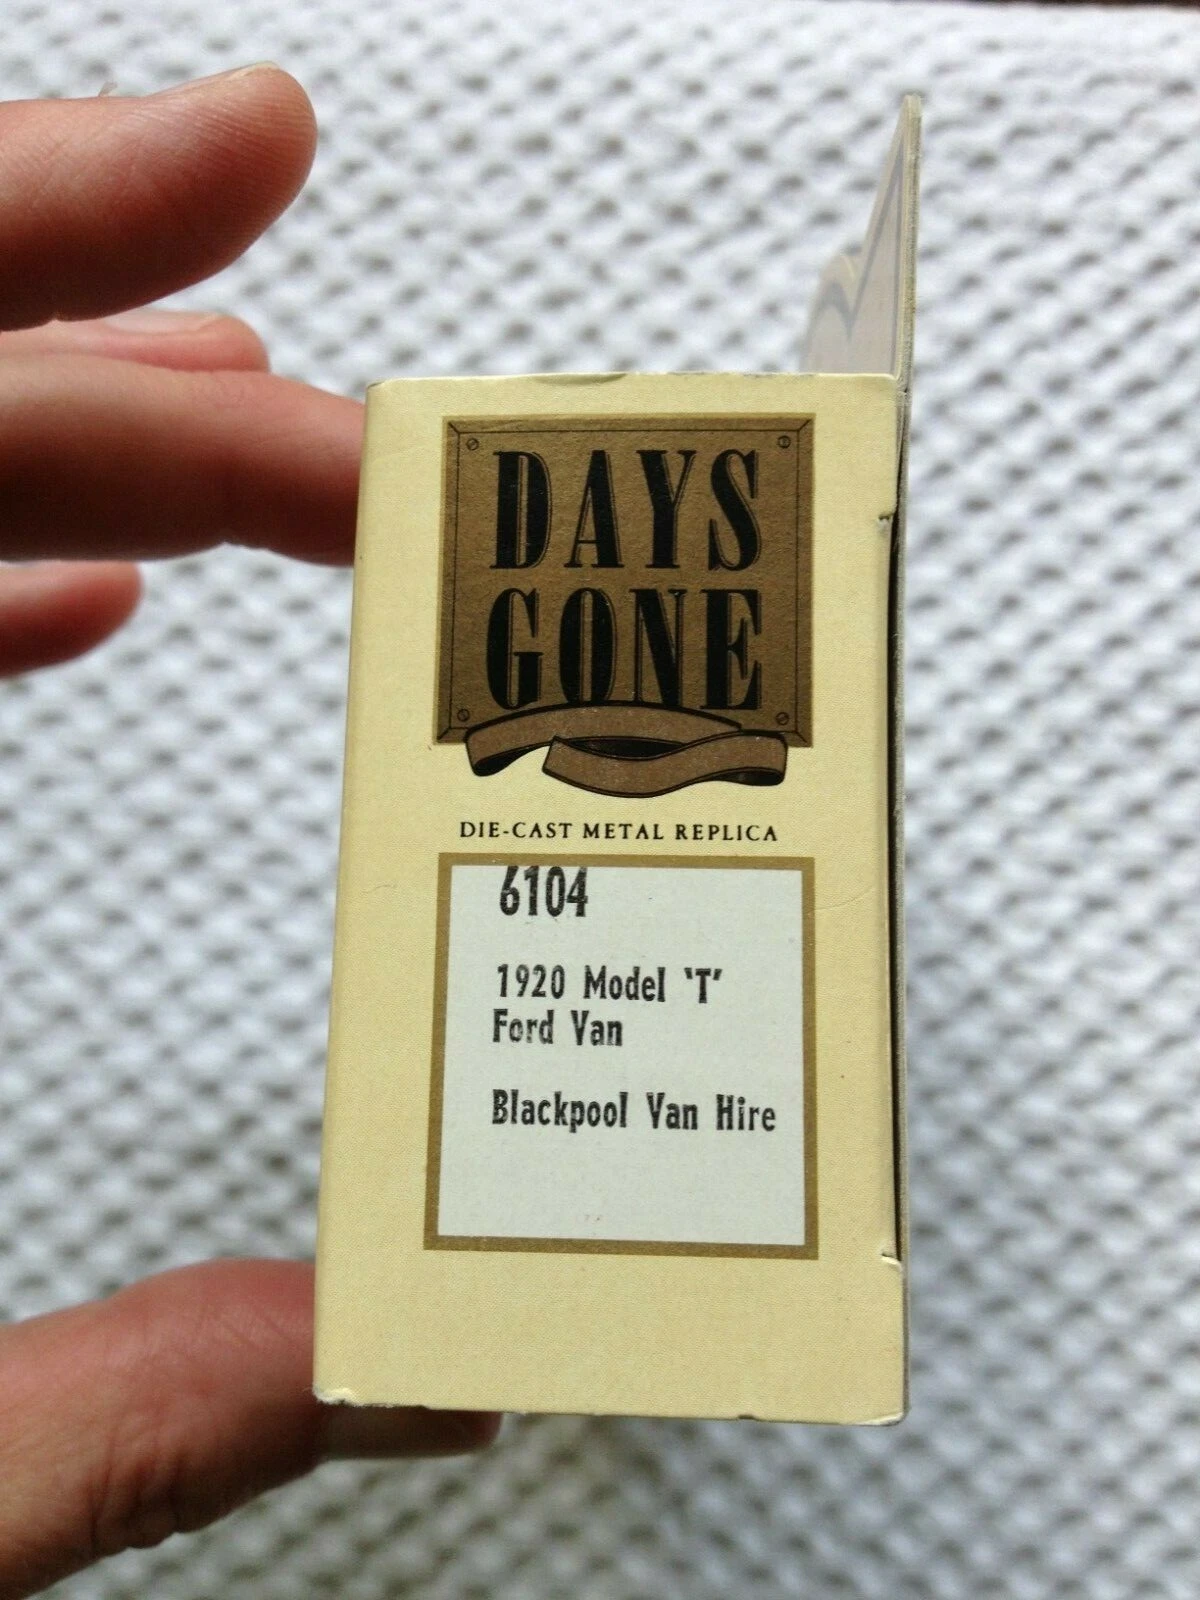 DAYS
GONE
DIE-CAST METAL REPLICA
6104
1920 Model 'T'
Ford Van
Blackpool Van Hire